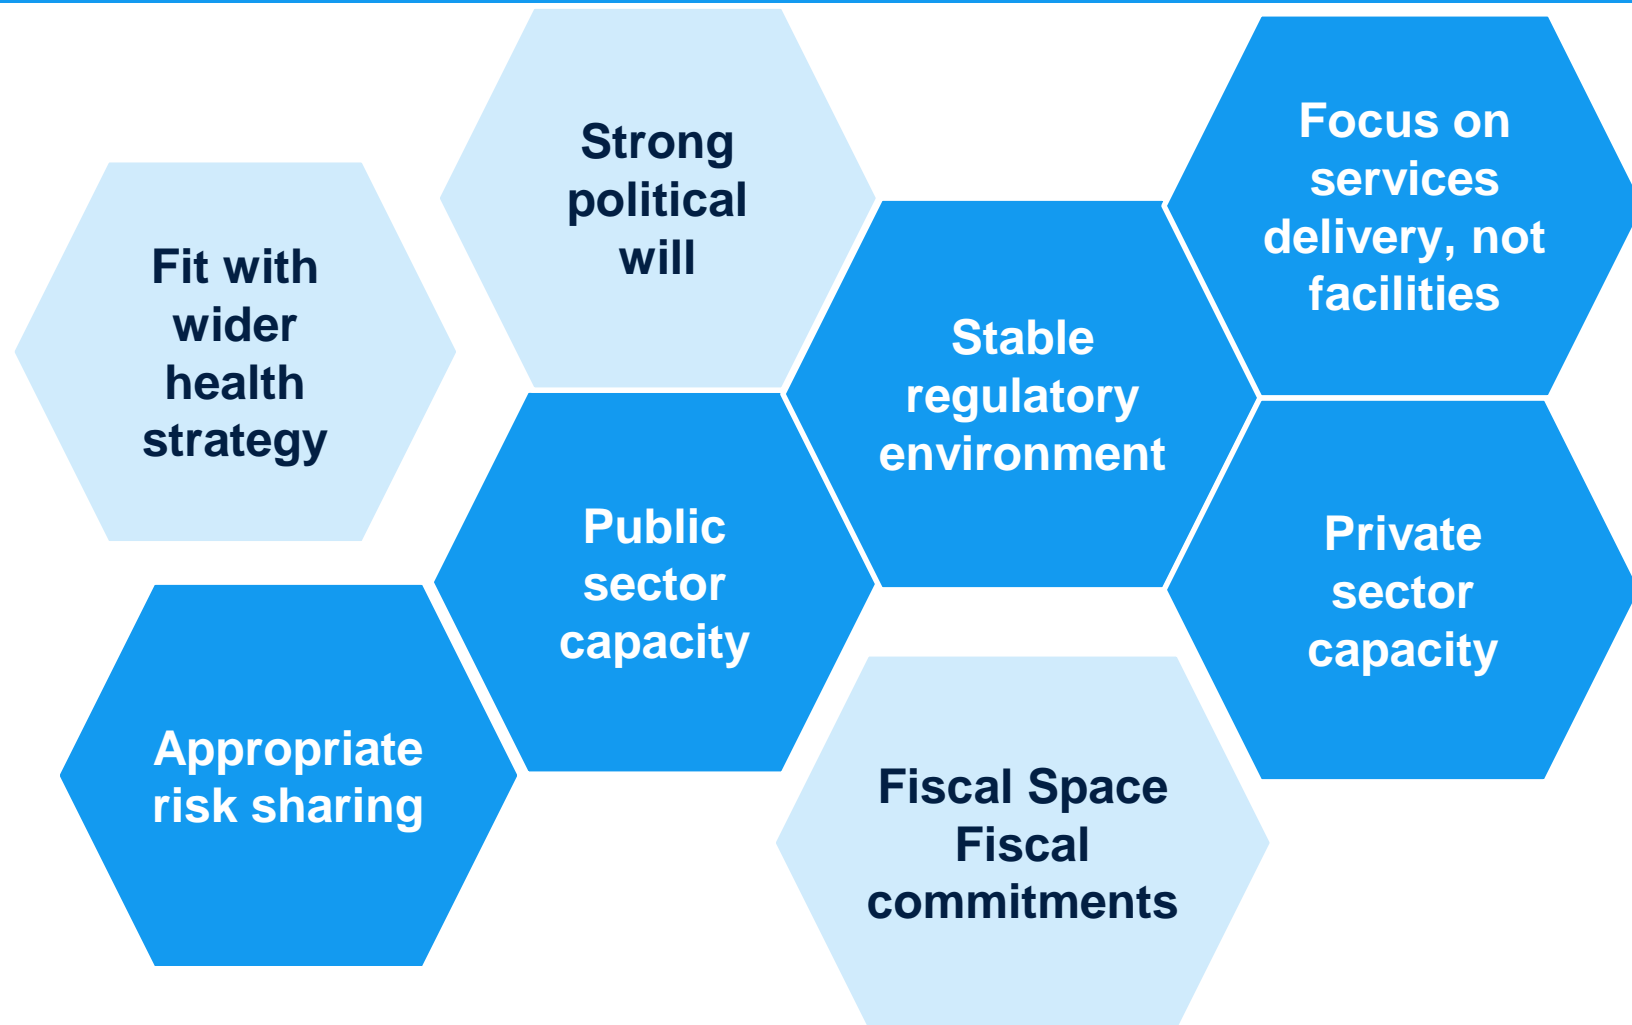 Fit with
wider
health
strategy
Strong
political
will
Focus on
services
delivery, not
facilities
Stable
regulatory
environment
Public
sector
capacity
Private
sector
capacity
Appropriate
risk sharing
Fiscal Space
Fiscal
commitments